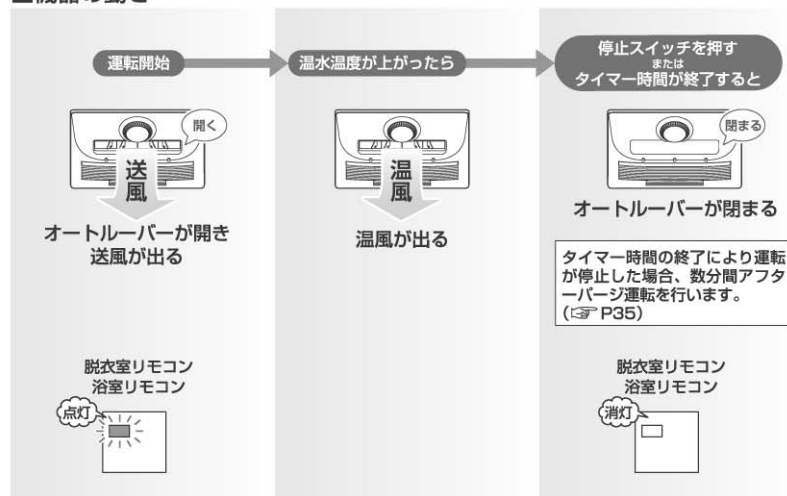 運転開始
温水温度が上がったら
停止スイッチを押す
または
タイマー時間が終了すると
開く
送風
オートルーバーが開き
送風が出る
温風
温風が出る
閉まる
オートルーバーが閉まる
タイマー時間の終了により運転
が停止した場合、数分間アフタ
ーパージ運転を行います。
(☞P35)
脱衣室リモコン
浴室リモコン
点灯
脱衣室リモコン
浴室リモコン
消灯